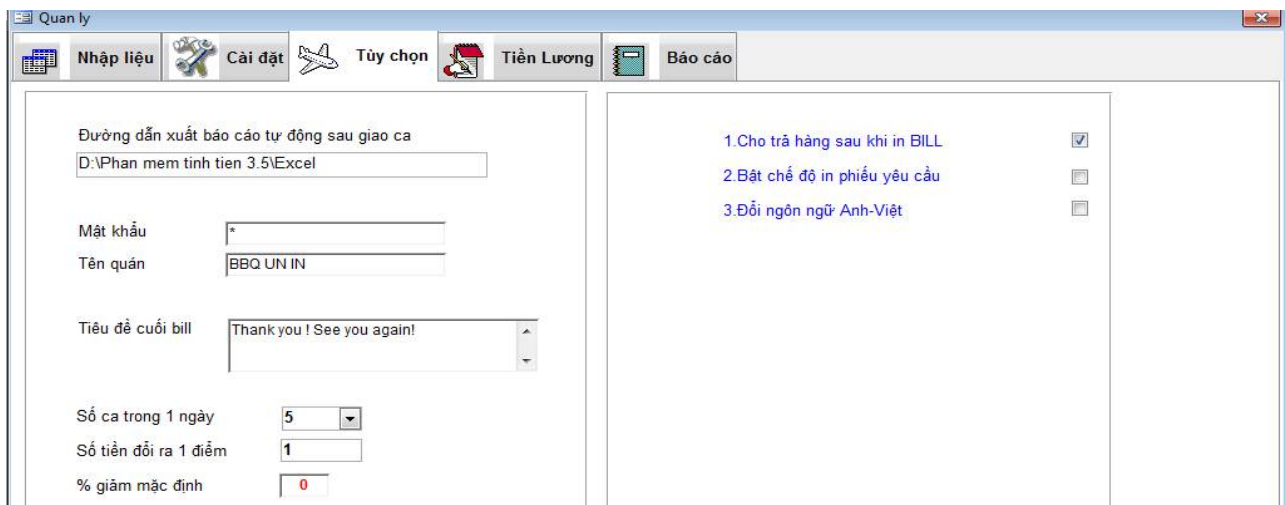 Quan ly
Nhập liệu Cài đặt Tùy chọn Tiền Lương Báo cáo
Đường dẫn xuất báo cáo tự động sau giao ca
D:\Phan mem tinh tien 3.5\Excel
Mật khẩu *
Tên quán BBQ UN IN
Tiêu đề cuối bill Thank you ! See you again!
Số ca trong 1 ngày 5
Số tiền đổi ra 1 điểm 1
% giảm mặc định 0
1.Cho trả hàng sau khi in BILL
2.Bật chế độ in phiếu yêu cầu
3.Đổi ngôn ngữ Anh-Việt